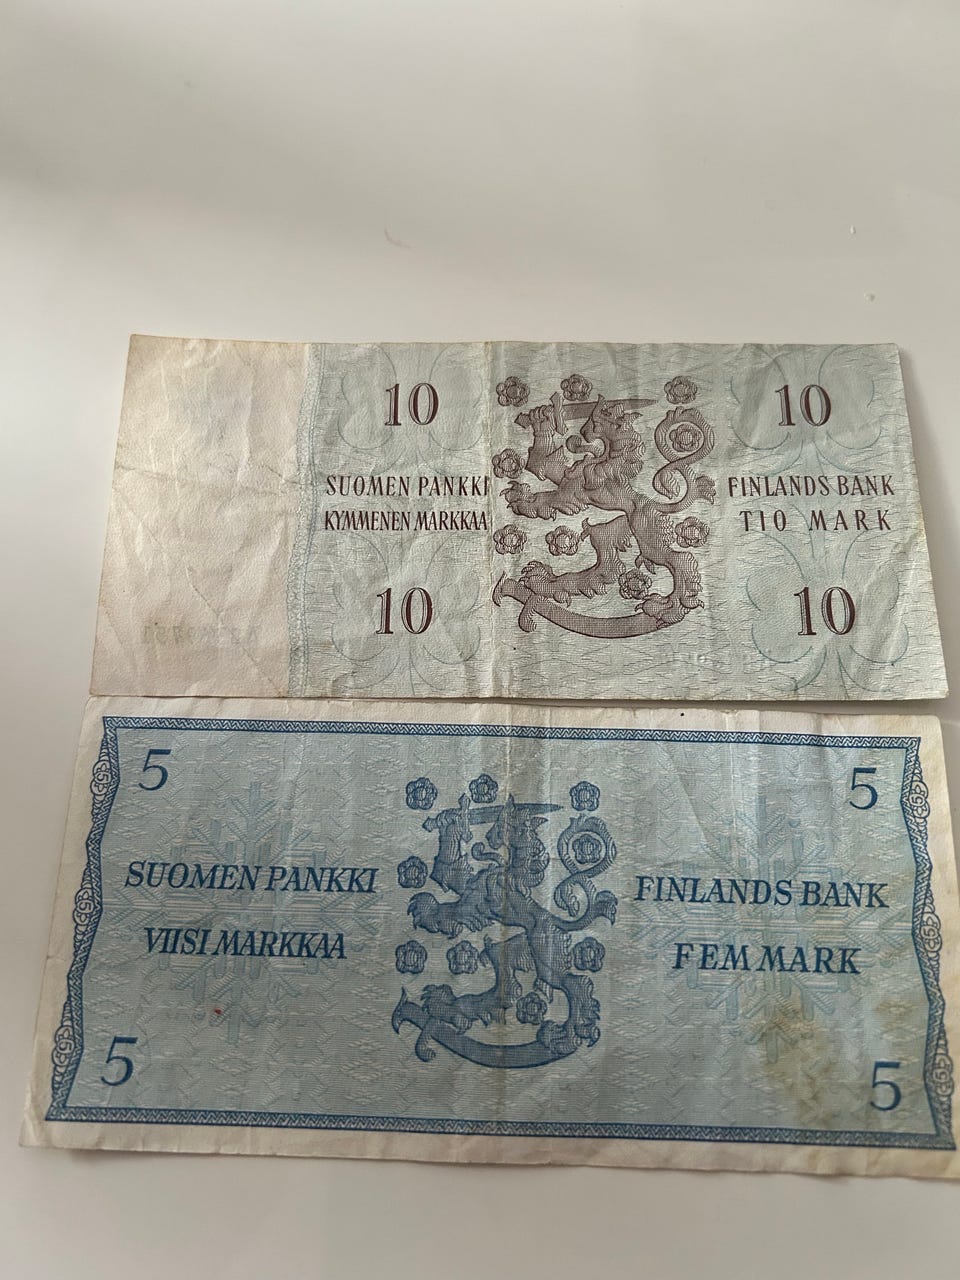 10 10
SUOMEN PANKKI FINLANDS BANK
KYMMENEN MARKKAA TIO MARK
10 10
5 5
SUOMEN PANKKI FINLANDS BANK
VIISI MARKKAA FEM MARK
5 5